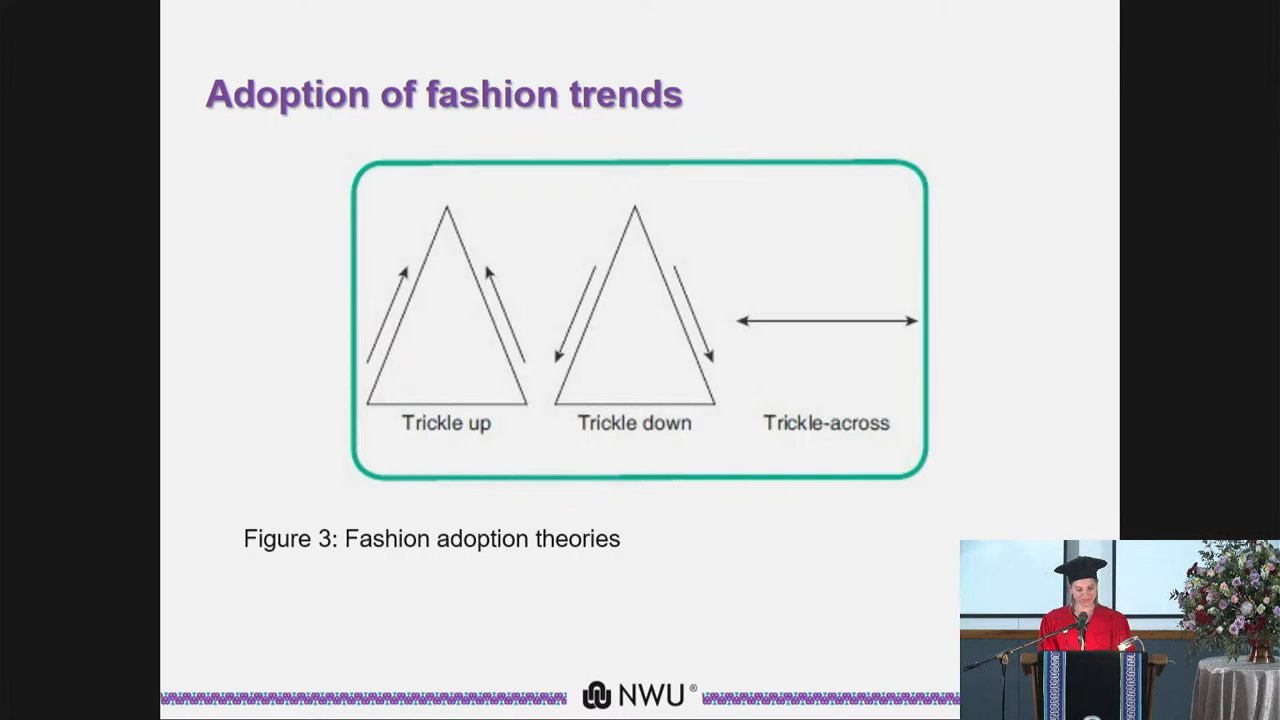 Adoption of fashion trends
Trickle up
Trickle down
Trickle-across
Figure 3: Fashion adoption theories
NWU®